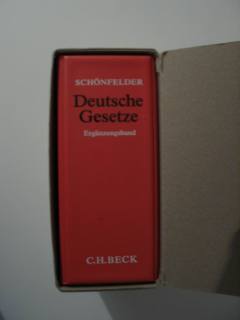 SCHÖNFELDER
Deutsche
Gesetze
Ergänzungsband
C.H.BECK